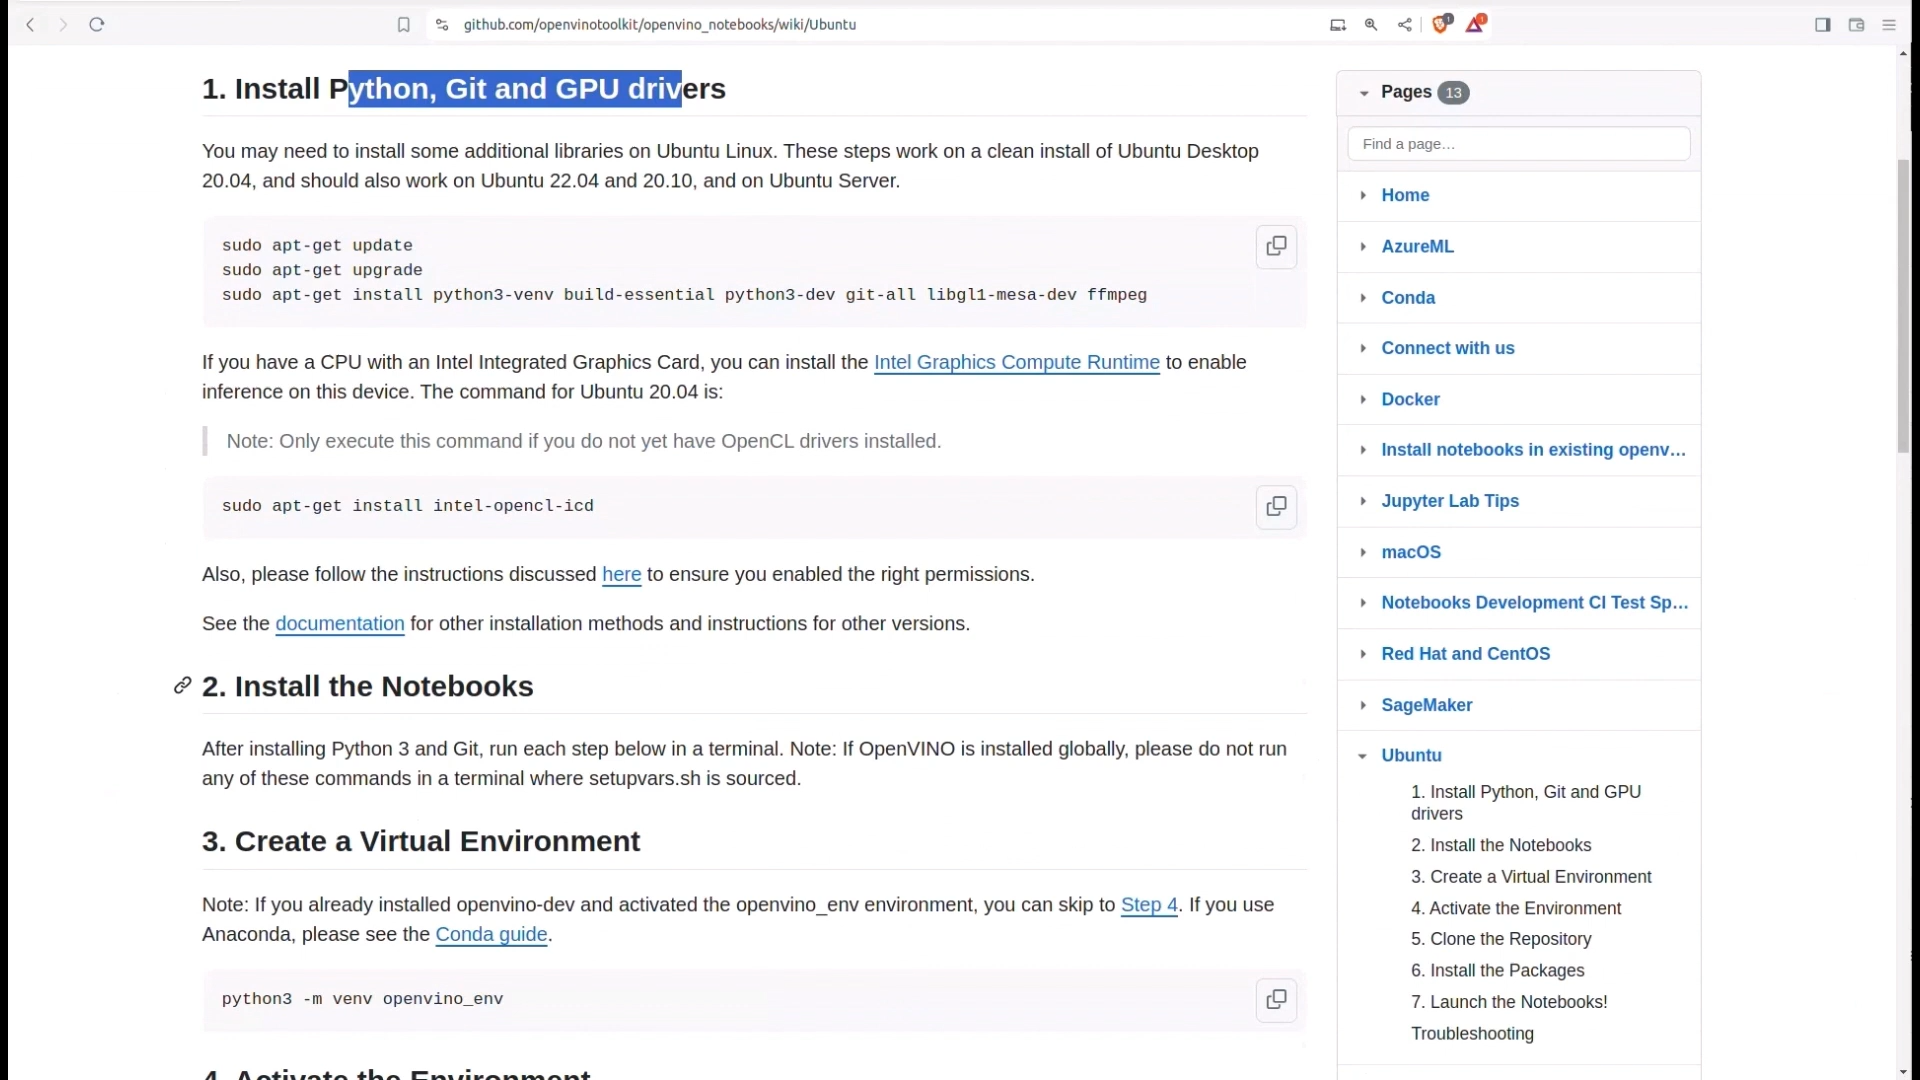 github.com/openvinotoolkit/openvino_notebooks/wiki/Ubuntu
1
1
1. Install Python, Git and GPU drivers
You may need to install some additional libraries on Ubuntu Linux. These steps work on a clean install of Ubuntu Desktop
20.04, and should also work on Ubuntu 22.04 and 20.10, and on Ubuntu Server.
sudo apt-get update
sudo apt-get upgrade
sudo apt-get install python3-venv build-essential python3-dev git-all libgl1-mesa-dev ffmpeg
If you have a CPU with an Intel Integrated Graphics Card, you can install the Intel Graphics Compute Runtime to enable
inference on this device. The command for Ubuntu 20.04 is:
Note: Only execute this command if you do not yet have OpenCL drivers installed.
sudo apt-get install intel-opencl-icd
Also, please follow the instructions discussed here to ensure you enabled the right permissions.
See the documentation for other installation methods and instructions for other versions.
2. Install the Notebooks
After installing Python 3 and Git, run each step below in a terminal. Note: If OpenVINO is installed globally, please do not run
any of these commands in a terminal where setupvars.sh is sourced.
3. Create a Virtual Environment
Note: If you already installed openvino-dev and activated the openvino_env environment, you can skip to Step 4. If you use
Anaconda, please see the Conda guide.
python3 -m venv openvino_env
4. Activate the Environment
Pages 13
Find a page…
Home
AzureML
Conda
Connect with us
Docker
Install notebooks in existing openv…
Jupyter Lab Tips
macOS
Notebooks Development CI Test Sp…
Red Hat and CentOS
SageMaker
Ubuntu
1. Install Python, Git and GPU
drivers
2. Install the Notebooks
3. Create a Virtual Environment
4. Activate the Environment
5. Clone the Repository
6. Install the Packages
7. Launch the Notebooks!
Troubleshooting